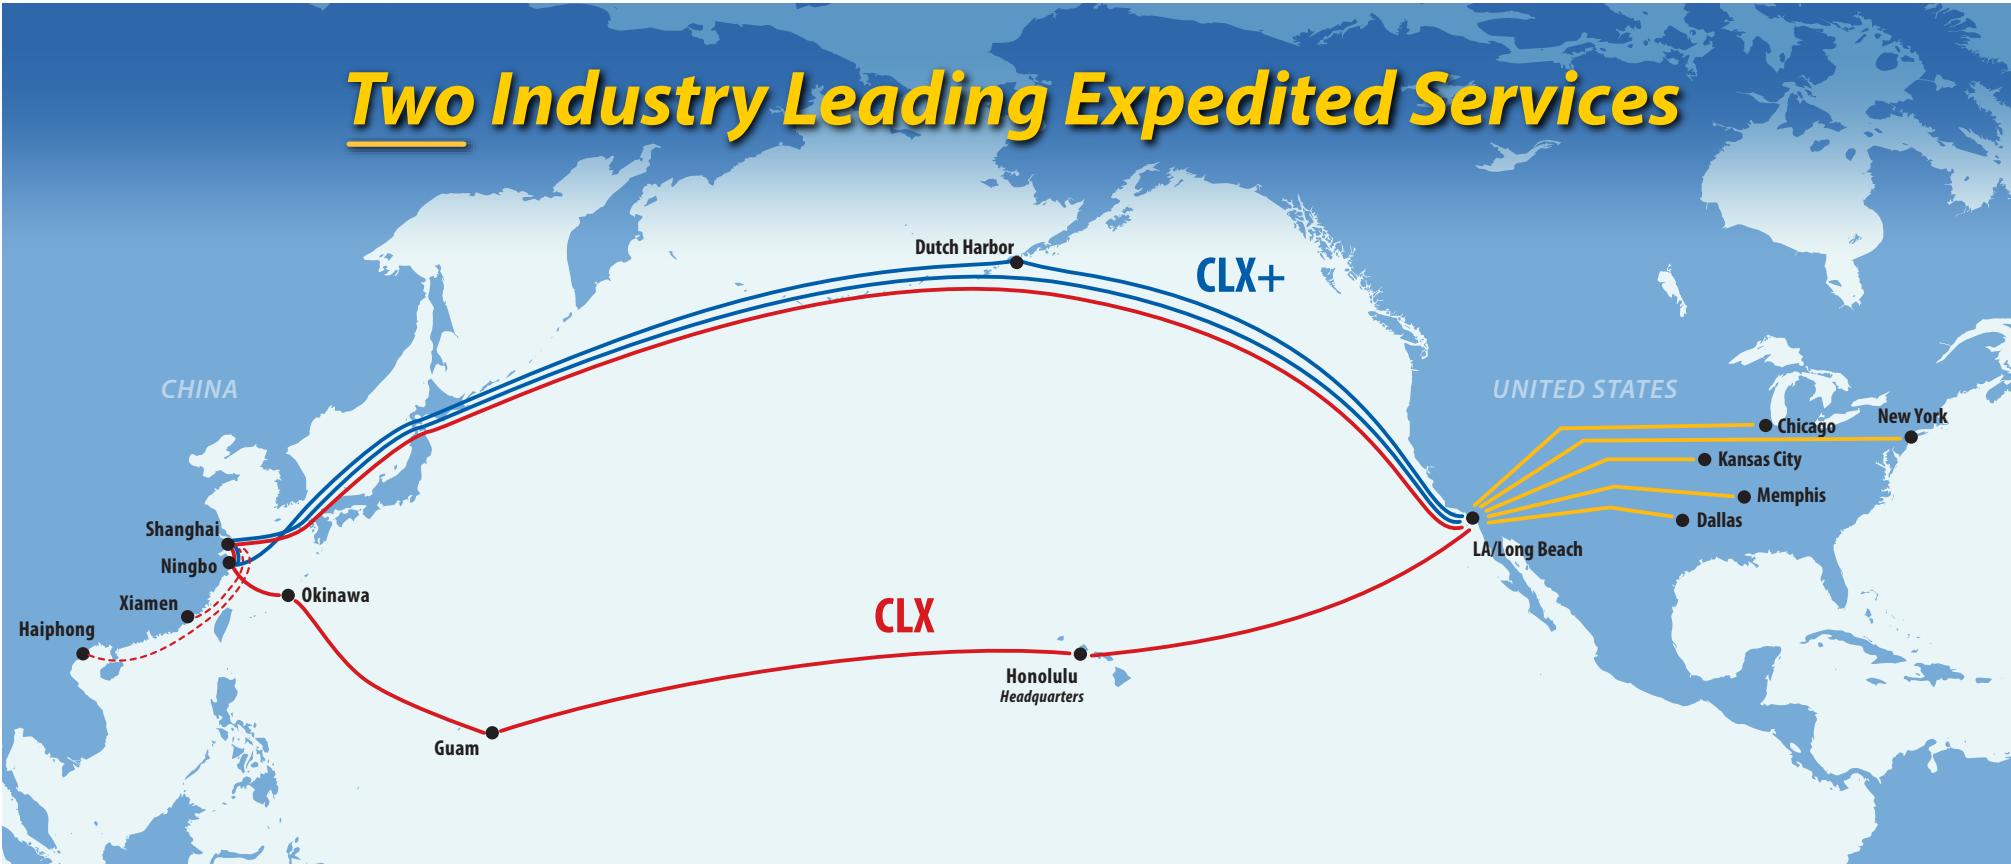 Two Industry Leading Expedited Services
Dutch Harbor
CLX+
CHINA
UNITED STATES
New York
Chicago
Kansas City
Memphis
Dallas
Shanghai
LA/Long Beach
Ningbo
Okinawa
Xiamen
CLX
Haiphong
Honolulu
Headquarters
Guam